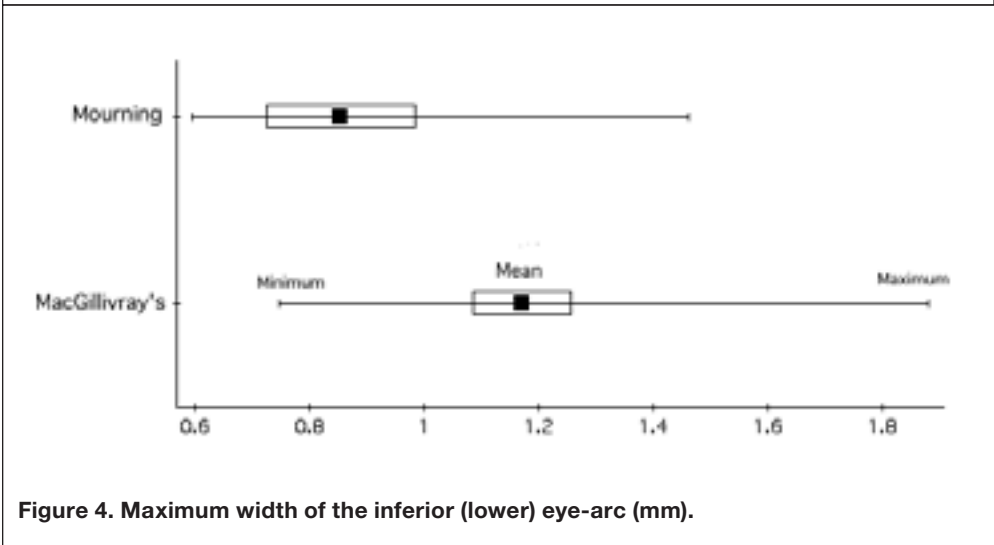 Mourning
Mean
Minimum
Maximum
MacGillivray's
0.6 0.8 1 1.2 1.4 1.6 1.8
Figure 4. Maximum width of the inferior (lower) eye-arc (mm).